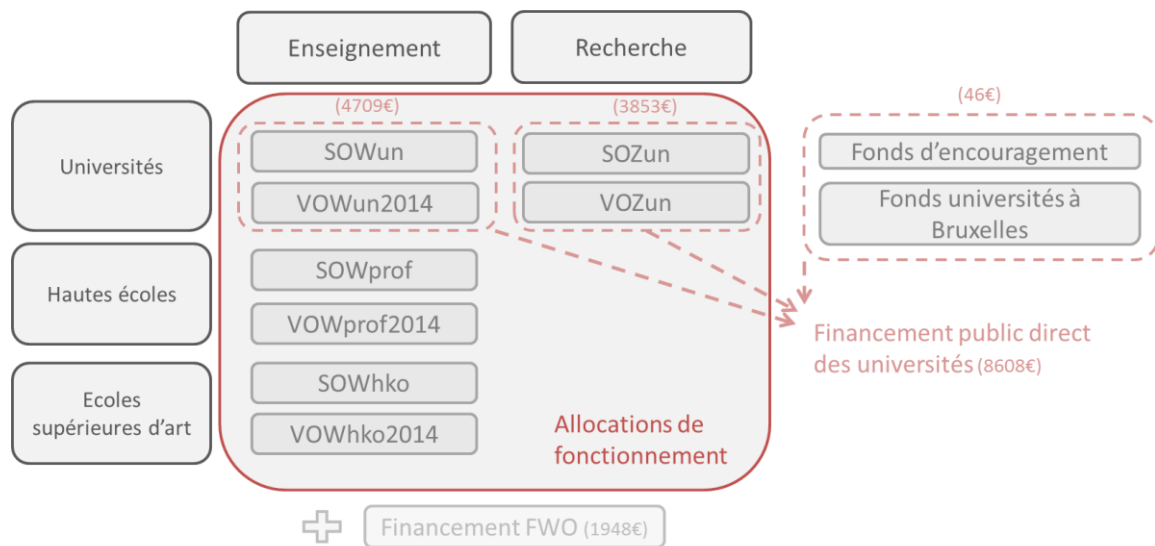 Enseignement
Recherche
(4709€)
(3853€)
(46€)
Universités
SOWun
SOZun
Fonds d'encouragement
VOWun2014
VOZun
Fonds universités à
Bruxelles
Hautes écoles
SOWprof
VOWprof2014
Financement public direct
des universités (8608€)
Ecoles
supérieures d'art
SOWhko
VOWhko2014
Allocations de
fonctionnement
Financement FWO (1948€)